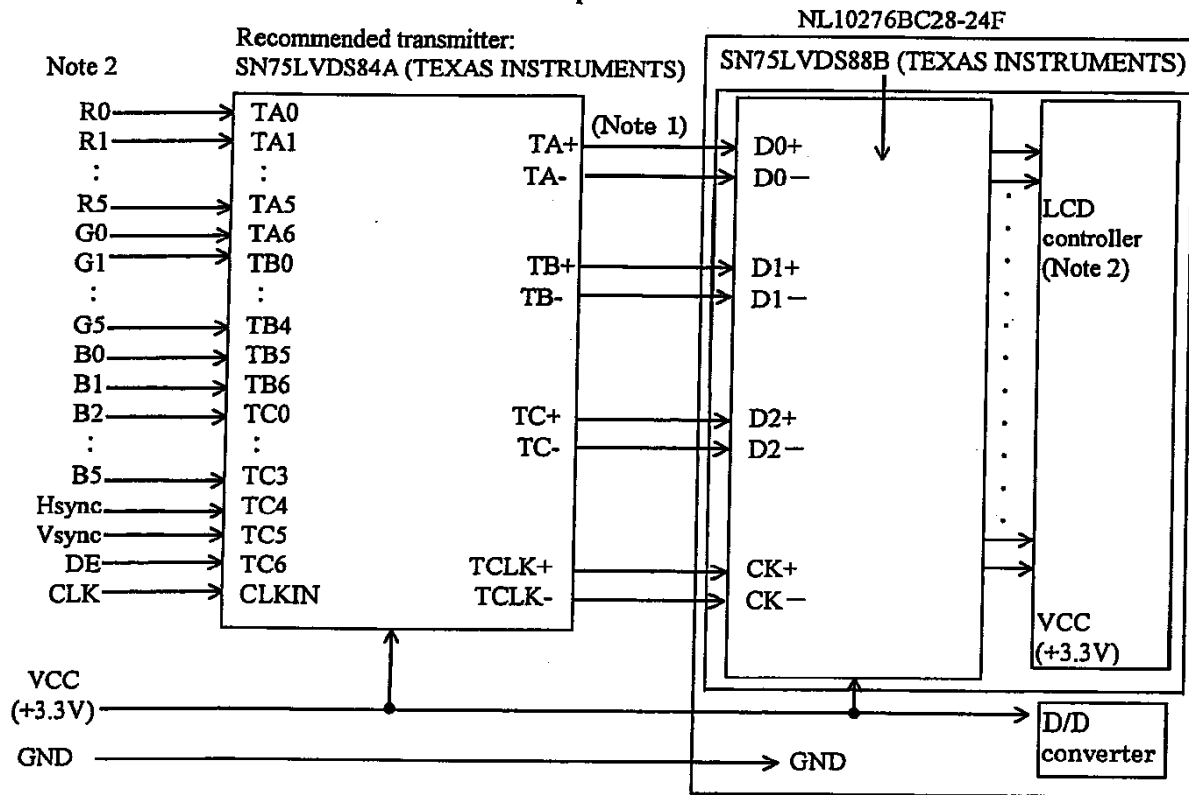 NL10276BC28-24F
Recommended transmitter:
Note 2
SN75LVDS84A (TEXAS INSTRUMENTS)
SN75LVDS88B (TEXAS INSTRUMENTS)
R0
R1
:
R5
G0
G1
:
G5
B0
B1
B2
:
B5
Hsync
Vsync
DE
CLK
TA0
TA1
:
TA5
TA6
TB0
:
TB4
TB5
TB6
TC0
:
TC3
TC4
TC5
TC6
CLKIN
TA+
TA-
TB+
TB-
TC+
TC-
TCLK+
TCLK-
(Note 1)
D0+
D0−
D1+
D1−
D2+
D2−
CK+
CK−
LCD
controller
(Note 2)
VCC
(+3.3V)
VCC
(+3.3V)
D/D
converter
GND
GND